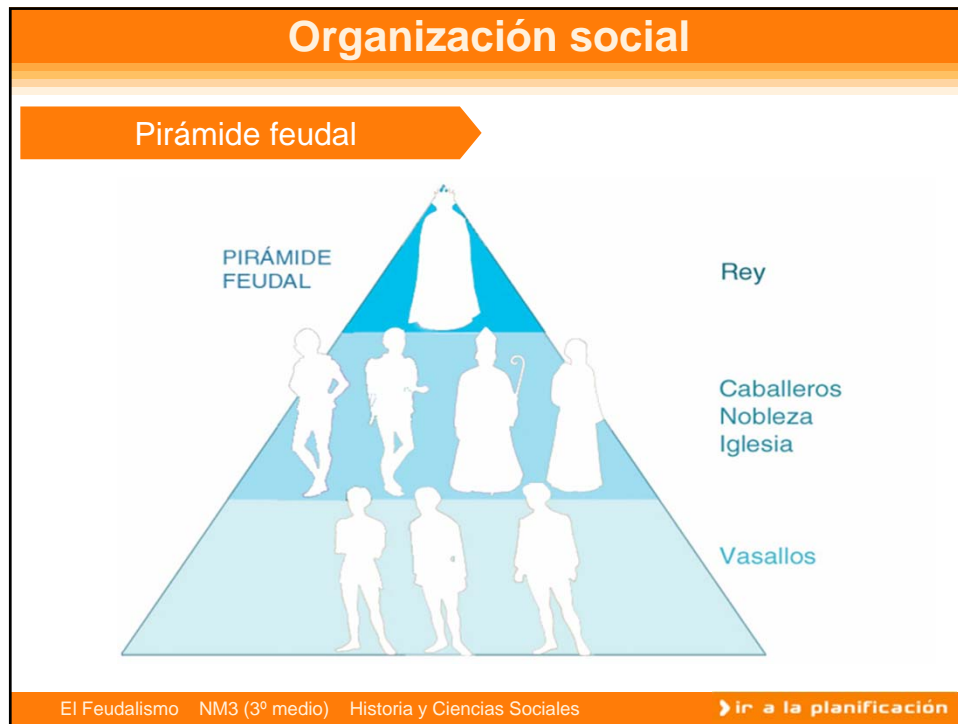 Organización social
Pirámide feudal
PIRÁMIDE
FEUDAL
Rey
Caballeros
Nobleza
Iglesia
Vasallos
El Feudalismo NM3 (3º medio) Historia y Ciencias Sociales
ir a la planificación